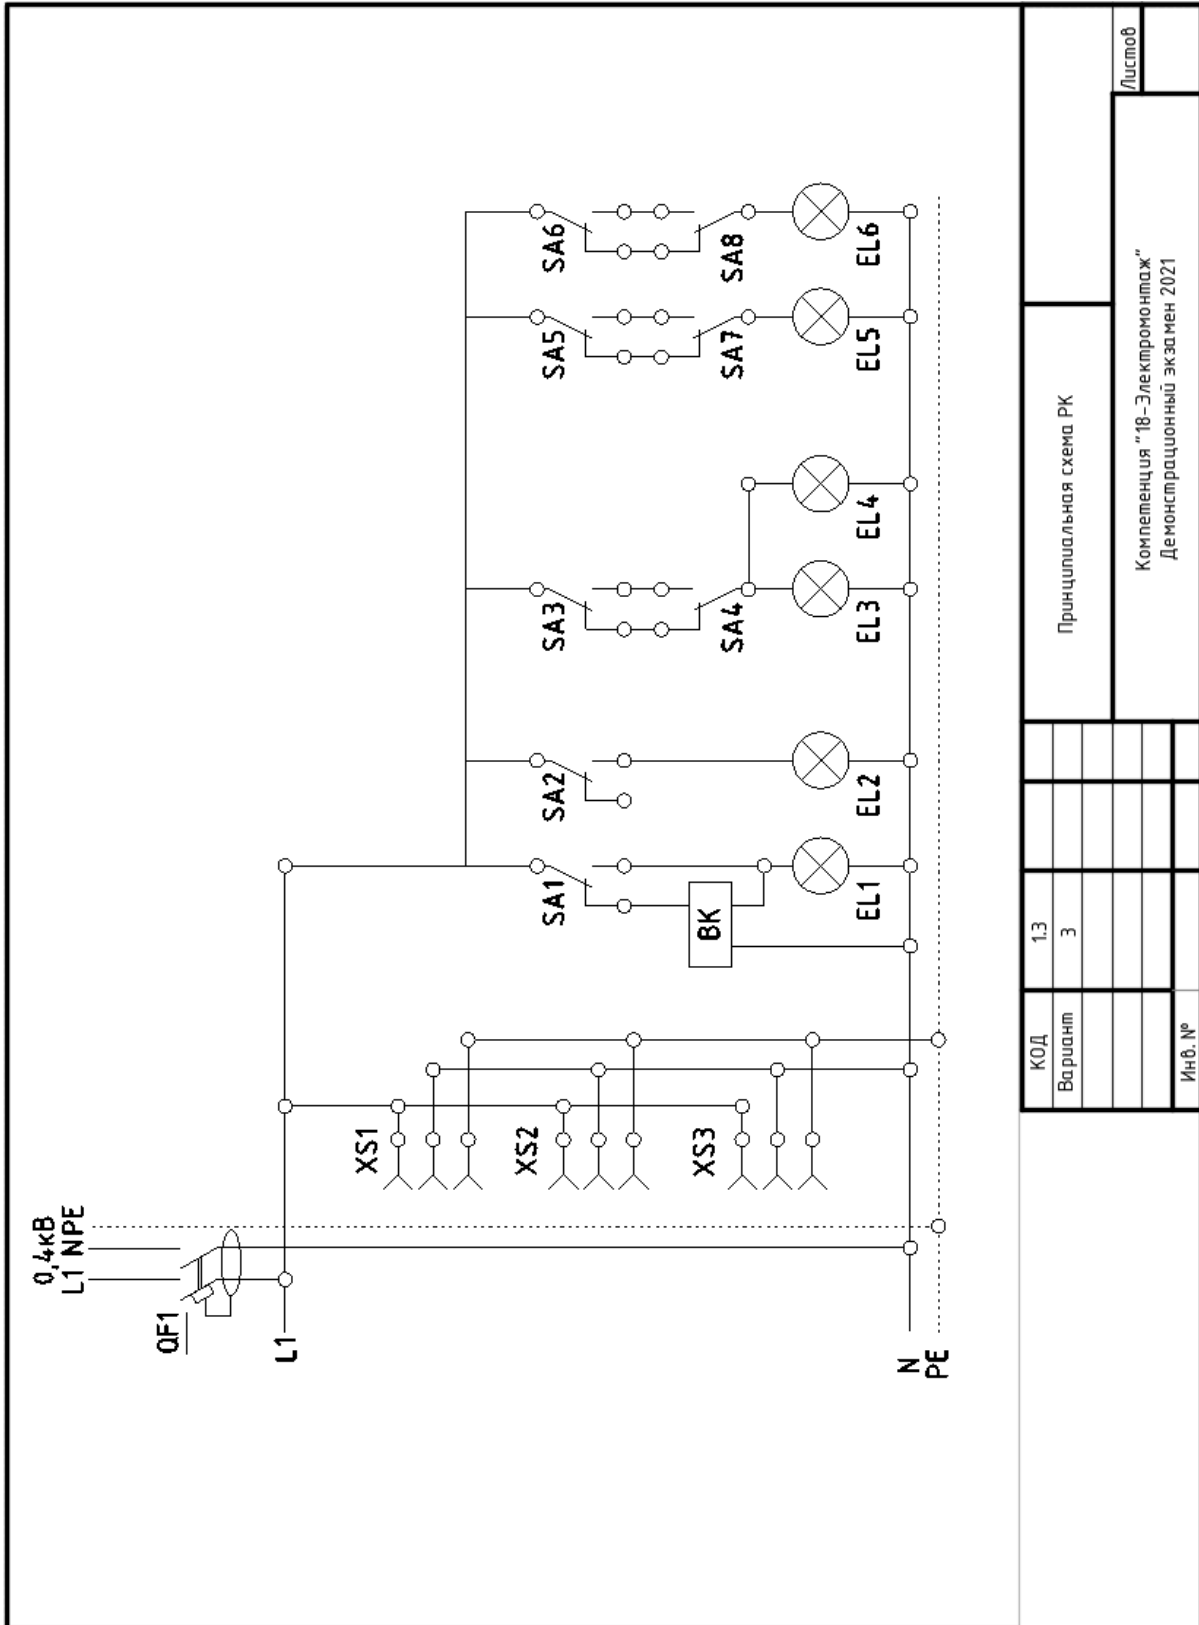 0,4кВ
L1 N PE
QF1
L1
XS1
XS2
XS3
SA1
SA2
SA3
SA5
SA6
SA4
SA7
SA8
ВК
EL1
EL2
EL3
EL4
EL5
EL6
N
PE
КОД 1.3
Вариант 3
Инв. №
Принципиальная схема РК
Листов
Компетенция "18-Электромонтаж"
Демонстрационный экзамен 2021